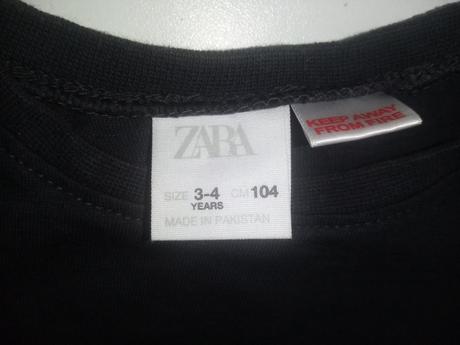 ZARA
SIZE 3-4 CM 104
YEARS
MADE IN PAKISTAN
KEEP AWAY
FROM FIRE